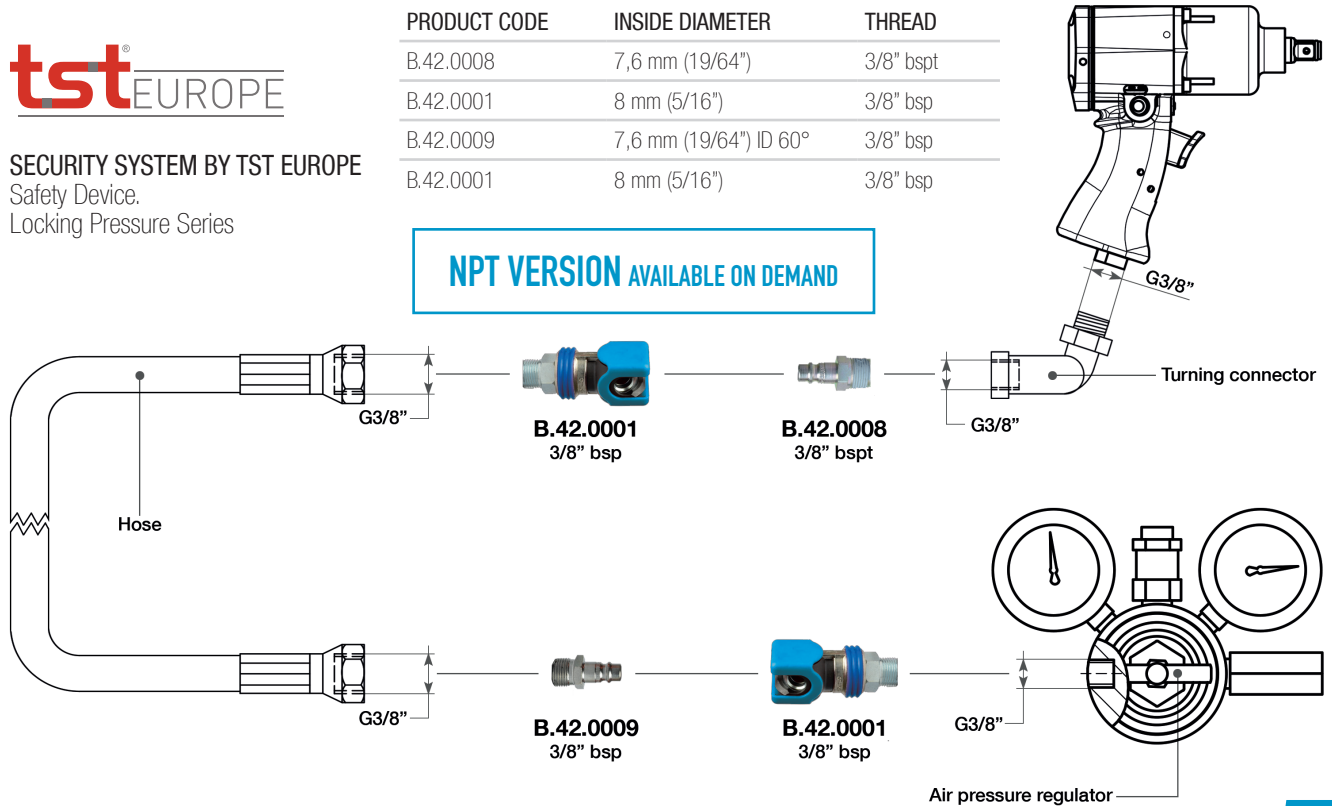 tst®EUROPE
SECURITY SYSTEM BY TST EUROPE
Safety Device.
Locking Pressure Series
PRODUCT CODE INSIDE DIAMETER THREAD
B.42.0008 7,6 mm (19/64”) 3/8” bspt
B.42.0001 8 mm (5/16”) 3/8” bsp
B.42.0009 7,6 mm (19/64”) ID 60° 3/8” bsp
B.42.0001 8 mm (5/16”) 3/8” bsp
NPT VERSION AVAILABLE ON DEMAND
G3/8”
Turning connector
G3/8”
B.42.0001
3/8” bsp
B.42.0008
3/8” bspt
G3/8”
Hose
G3/8”
B.42.0009
3/8” bsp
B.42.0001
3/8” bsp
G3/8”
Air pressure regulator